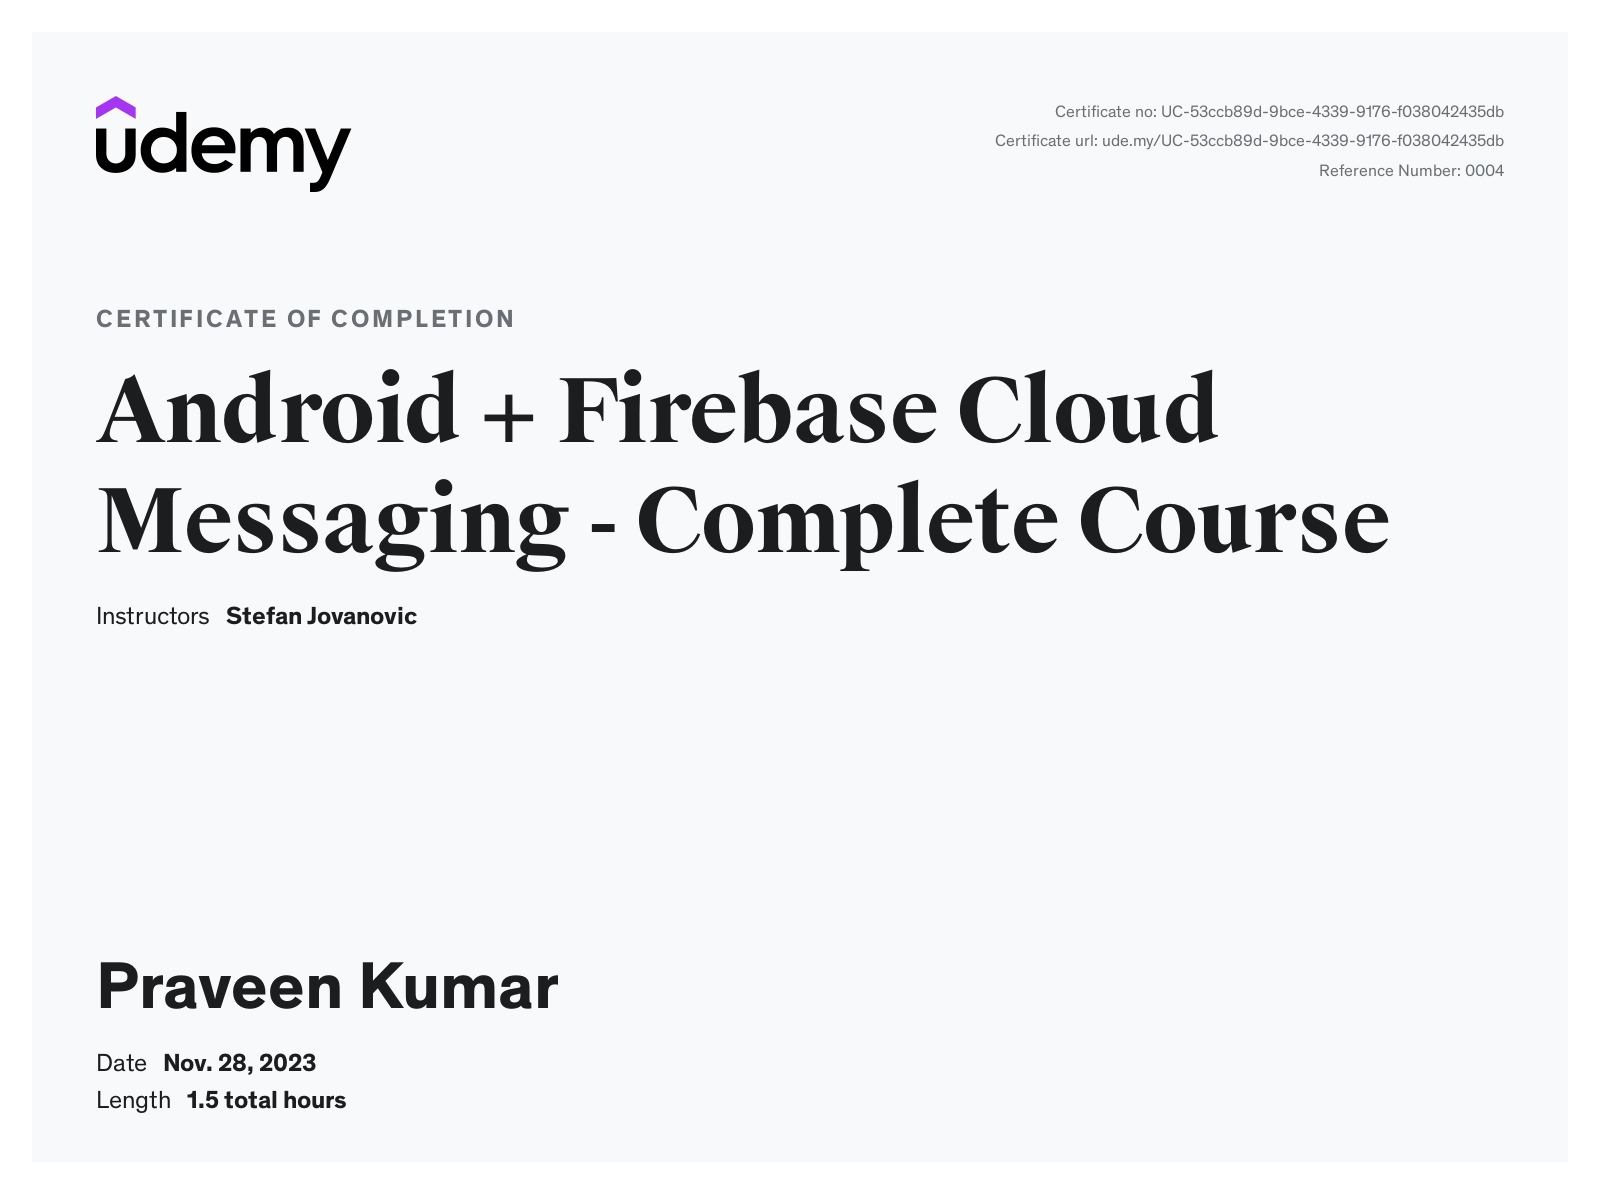 udemy
Certificate no: UC-53ccb89d-9bce-4339-9176-f038042435db
Certificate url: ude.my/UC-53ccb89d-9bce-4339-9176-f038042435db
Reference Number: 0004
CERTIFICATE OF COMPLETION
Android + Firebase Cloud
Messaging - Complete Course
Instructors Stefan Jovanovic
Praveen Kumar
Date Nov. 28, 2023
Length 1.5 total hours